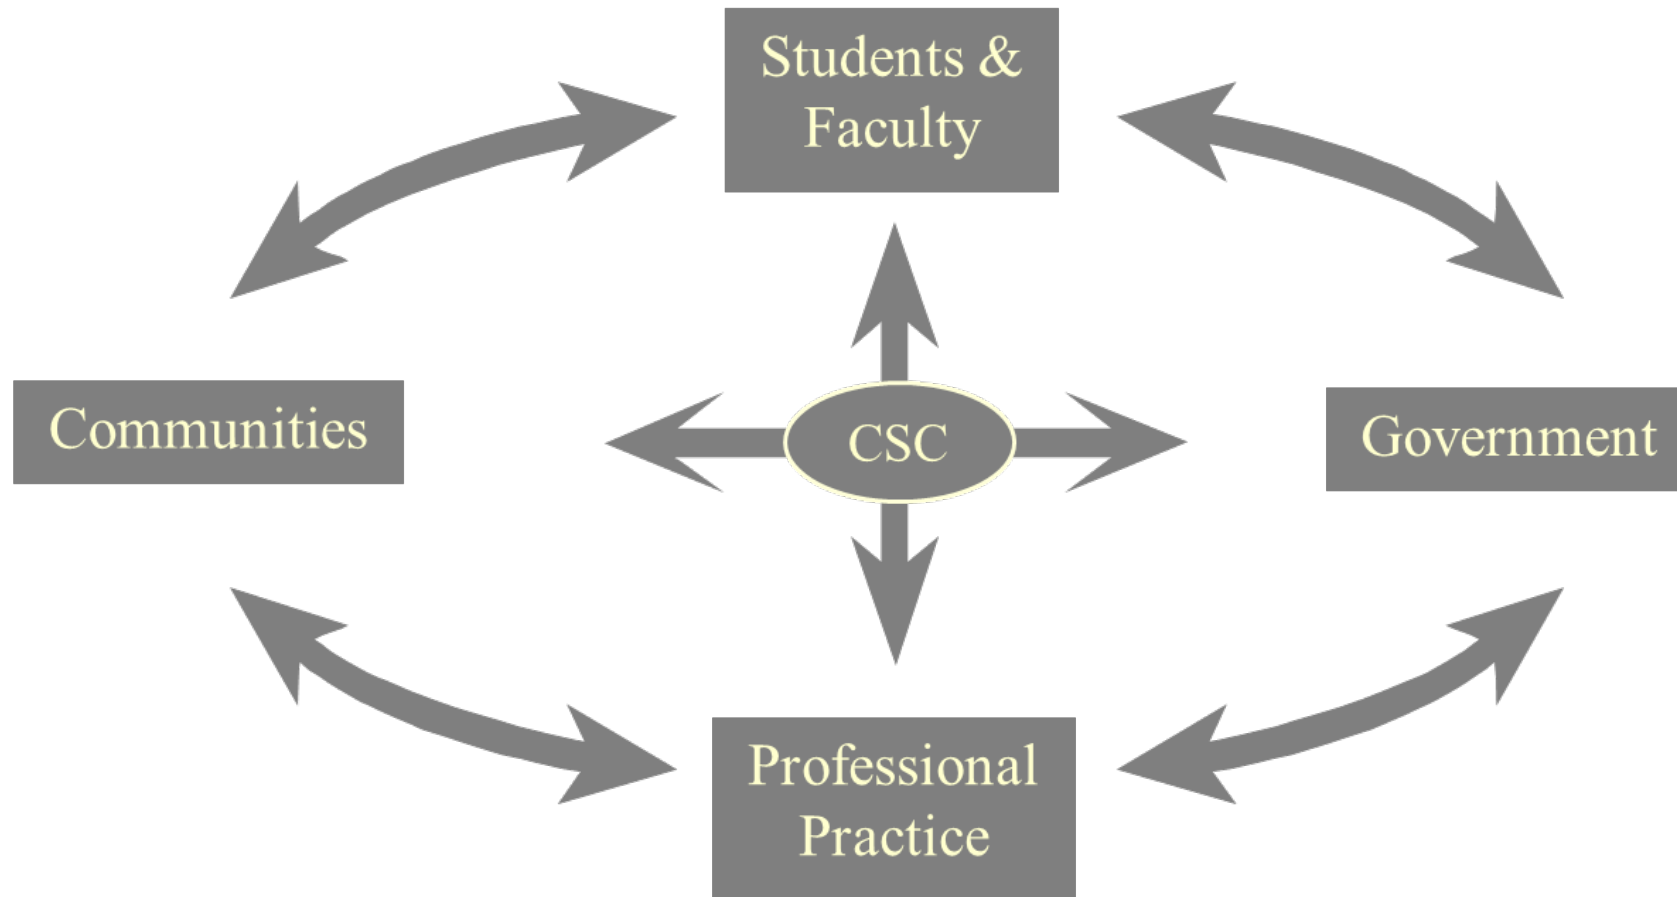 Students &
Faculty
Communities
CSC
Government
Professional
Practice